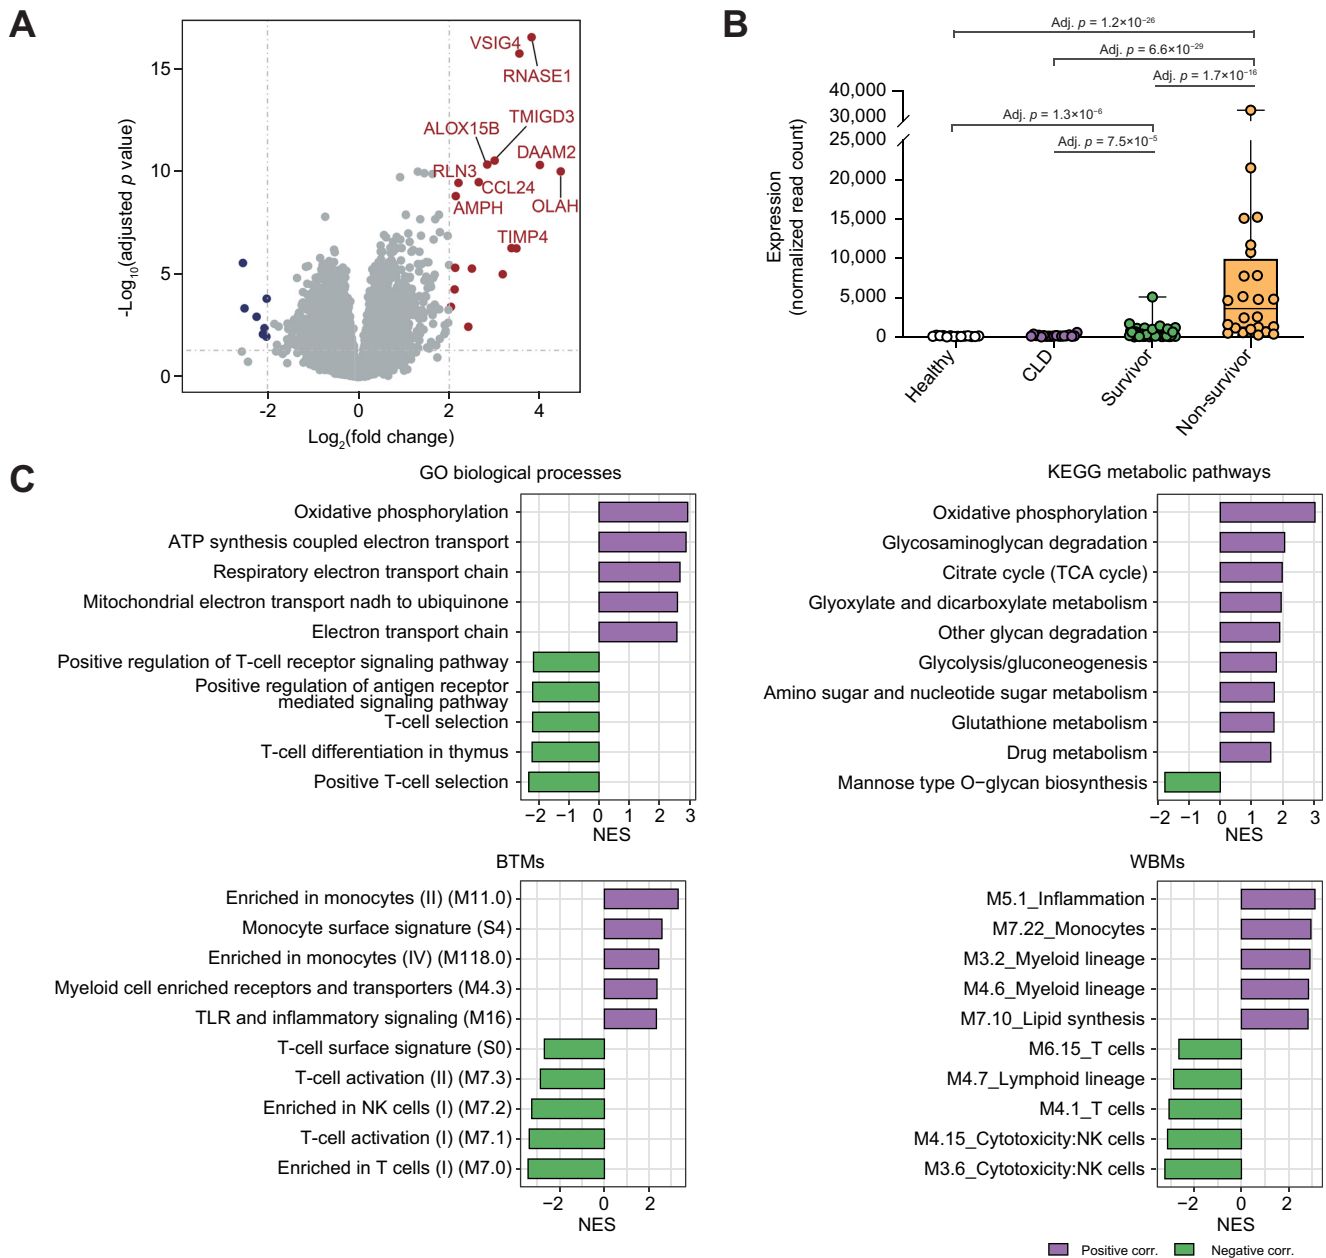 A
-Log10(adjusted p value)
15
10
5
0
VSIG4
RNASE1
TMIGD3
ALOX15B
DAAM2
RLN3
CCL24
AMPH
OLAH
TIMP4
-2
0
2
4
Log2(fold change)
B
Adj. p = 1.2×10−26
Adj. p = 6.6×10−29
Adj. p = 1.7×10−16
Adj. p = 1.3×10−6
Adj. p = 7.5×10−5
Expression
(normalized read count)
40,000
30,000
25,000
20,000
15,000
10,000
5,000
0
Healthy
CLD
Survivor
Non-survivor
C
GO biological processes
Oxidative phosphorylation
ATP synthesis coupled electron transport
Respiratory electron transport chain
Mitochondrial electron transport nadh to ubiquinone
Electron transport chain
Positive regulation of T-cell receptor signaling pathway
Positive regulation of antigen receptor
mediated signaling pathway
T-cell selection
T-cell differentiation in thymus
Positive T-cell selection
−2 −1 0 1 2 3
NES
KEGG metabolic pathways
Oxidative phosphorylation
Glycosaminoglycan degradation
Citrate cycle (TCA cycle)
Glyoxylate and dicarboxylate metabolism
Other glycan degradation
Glycolysis/gluconeogenesis
Amino sugar and nucleotide sugar metabolism
Glutathione metabolism
Drug metabolism
Mannose type O−glycan biosynthesis
−2 −1 0 1 2 3
NES
BTMs
Enriched in monocytes (II) (M11.0)
Monocyte surface signature (S4)
Enriched in monocytes (IV) (M118.0)
Myeloid cell enriched receptors and transporters (M4.3)
TLR and inflammatory signaling (M16)
T-cell surface signature (S0)
T-cell activation (II) (M7.3)
Enriched in NK cells (I) (M7.2)
T-cell activation (I) (M7.1)
Enriched in T cells (I) (M7.0)
−2 0 2
NES
WBMs
M5.1_Inflammation
M7.22_Monocytes
M3.2_Myeloid lineage
M4.6_Myeloid lineage
M7.10_Lipid synthesis
M6.15_T cells
M4.7_Lymphoid lineage
M4.1_T cells
M4.15_Cytotoxicity:NK cells
M3.6_Cytotoxicity:NK cells
−2 0 2
NES
Positive corr. Negative corr.